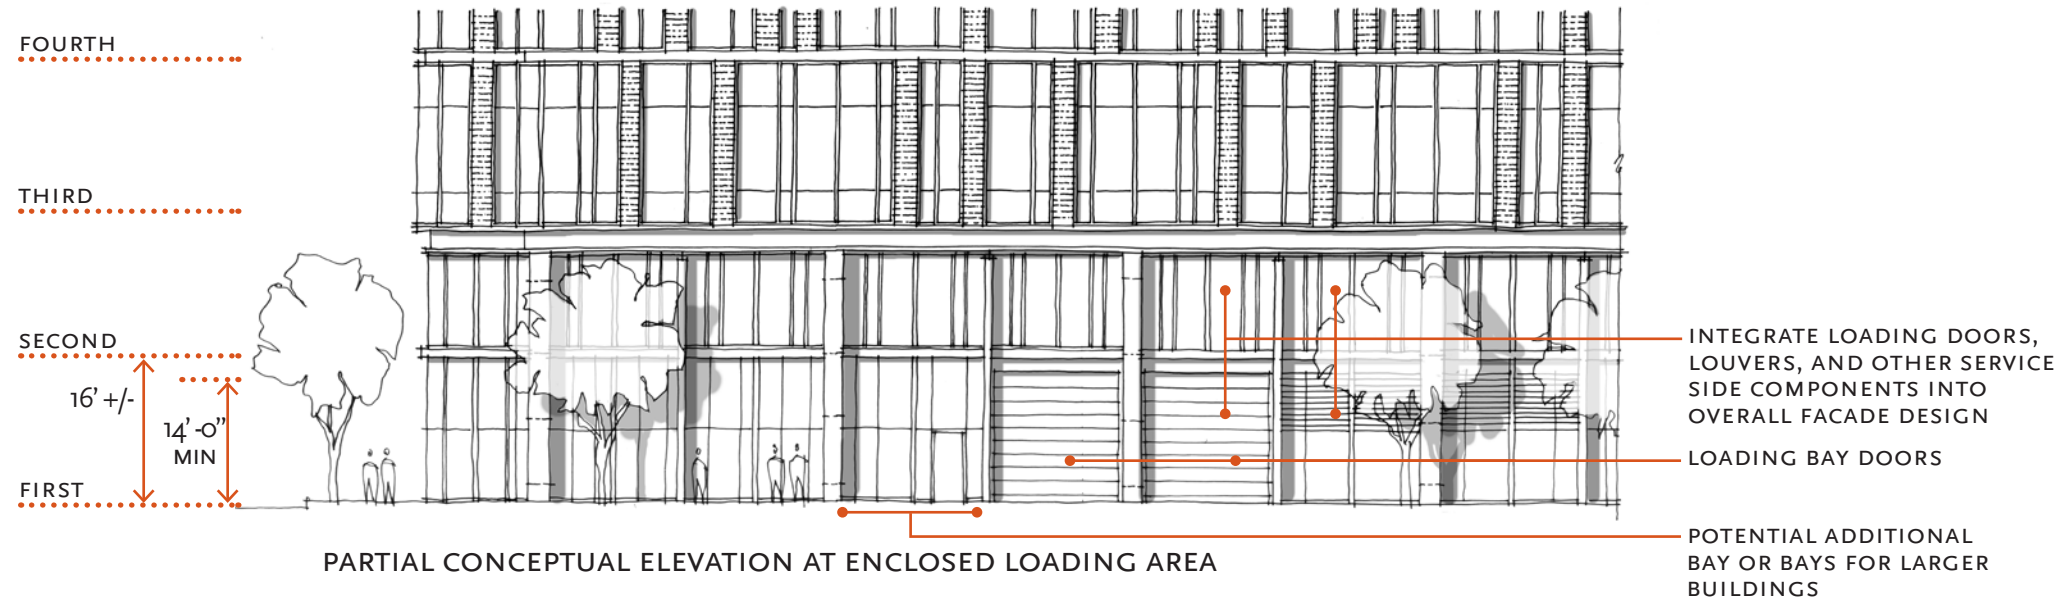 FOURTH
THIRD
SECOND
16' +/-
14'-0"
MIN
FIRST
INTEGRATE LOADING DOORS,
LOUVERS, AND OTHER SERVICE
SIDE COMPONENTS INTO
OVERALL FACADE DESIGN
LOADING BAY DOORS
POTENTIAL ADDITIONAL
BAY OR BAYS FOR LARGER
BUILDINGS
PARTIAL CONCEPTUAL ELEVATION AT ENCLOSED LOADING AREA